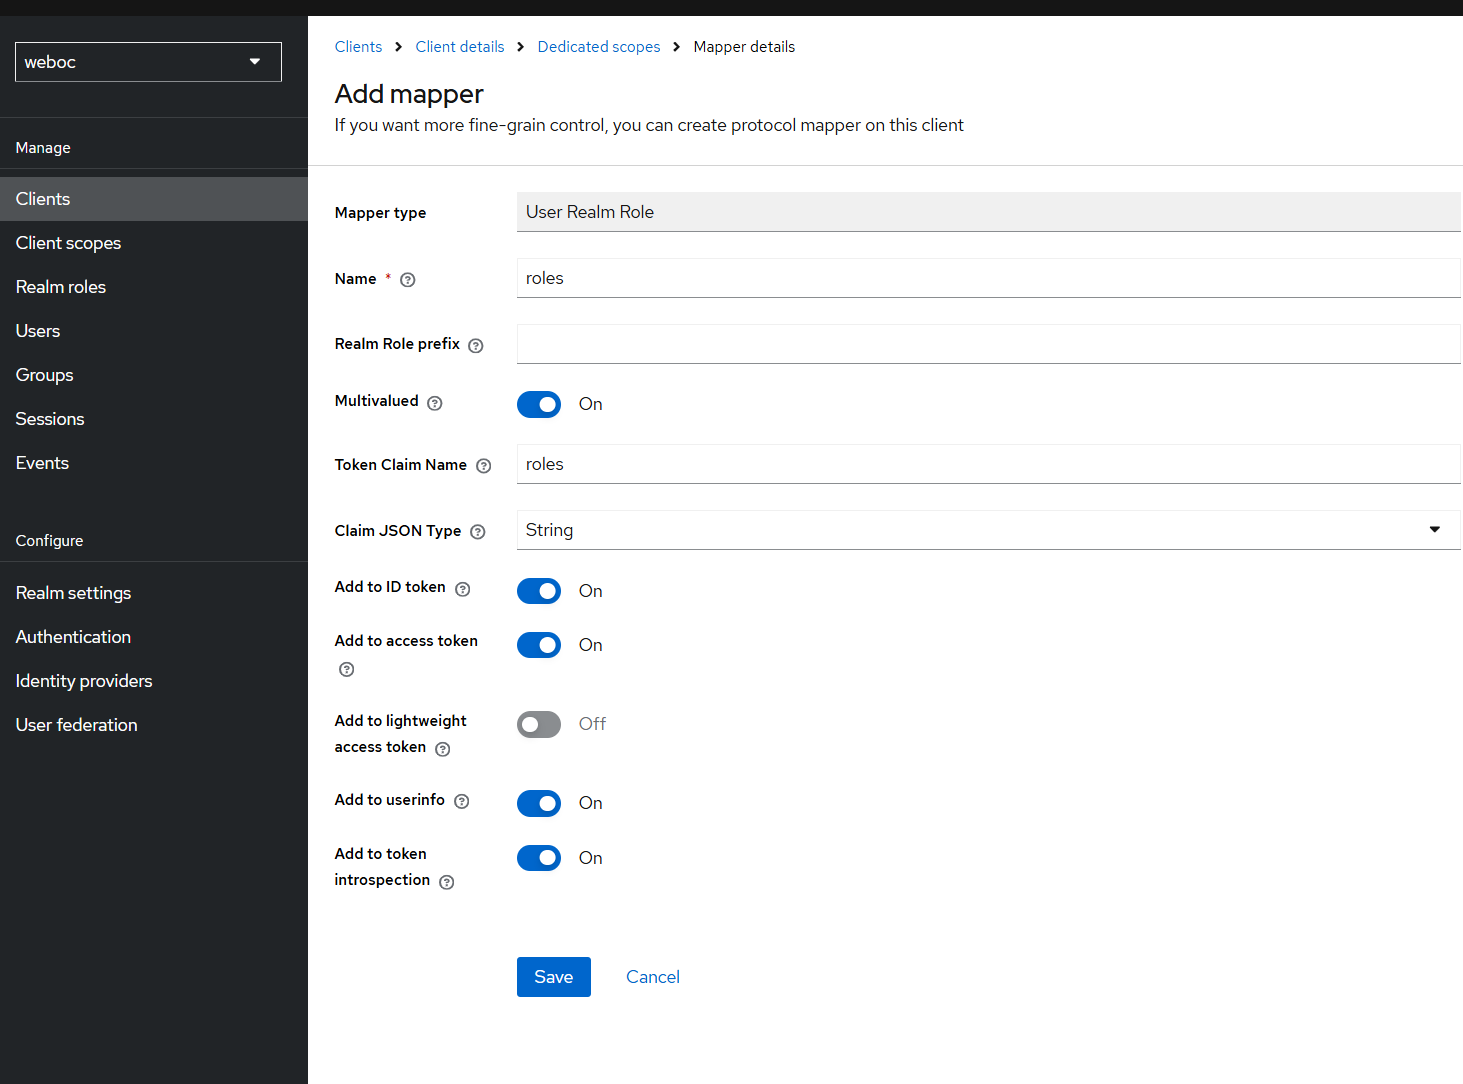 weboc
Clients
Client details
Dedicated scopes
Mapper details
Add mapper
If you want more fine-grain control, you can create protocol mapper on this client
Manage
Clients
Client scopes
Realm roles
Users
Groups
Sessions
Events
Configure
Realm settings
Authentication
Identity providers
User federation
Mapper type
User Realm Role
Name *
roles
Realm Role prefix
Multivalued
On
Token Claim Name
roles
Claim JSON Type
String
Add to ID token
On
Add to access token
On
Add to lightweight
access token
Off
Add to userinfo
On
Add to token
introspection
On
Save
Cancel